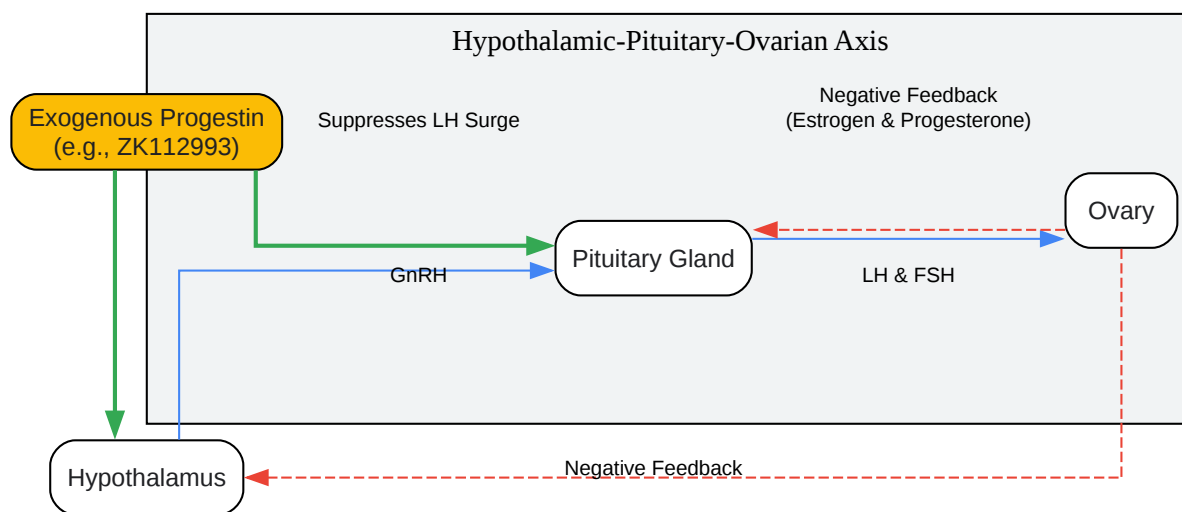 Hypothalamic-Pituitary-Ovarian Axis
Exogenous Progestin
(e.g., ZK112993)
Suppresses LH Surge
Negative Feedback
(Estrogen & Progesterone)
Ovary
Pituitary Gland
GnRH
LH & FSH
Hypothalamus
Negative Feedback